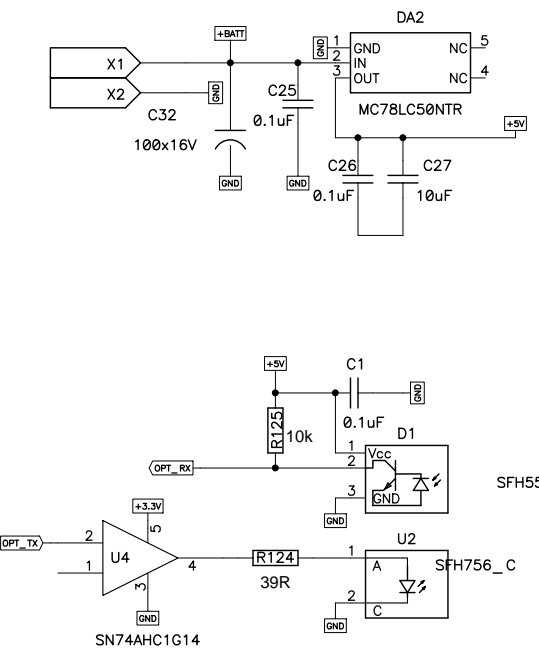 DA2
+BATT
X1
X2
GND
GND
1
2
3
GND
IN
OUT
NC
NC
5
4
C32
100x16V
C25
0.1uF
MC78LC50NTR
+5V
GND
GND
C26
0.1uF
C27
10uF
+5V
C1
0.1uF
GND
R125
10k
D1
OPT_RX
1
2
3
Vcc
GND
SFH55
GND
+3.3V
OPT_TX
2
1
U4
5
3
4
GND
SN74AHC1G14
R124
39R
U2
1
2
A
C
SFH756_C
GND